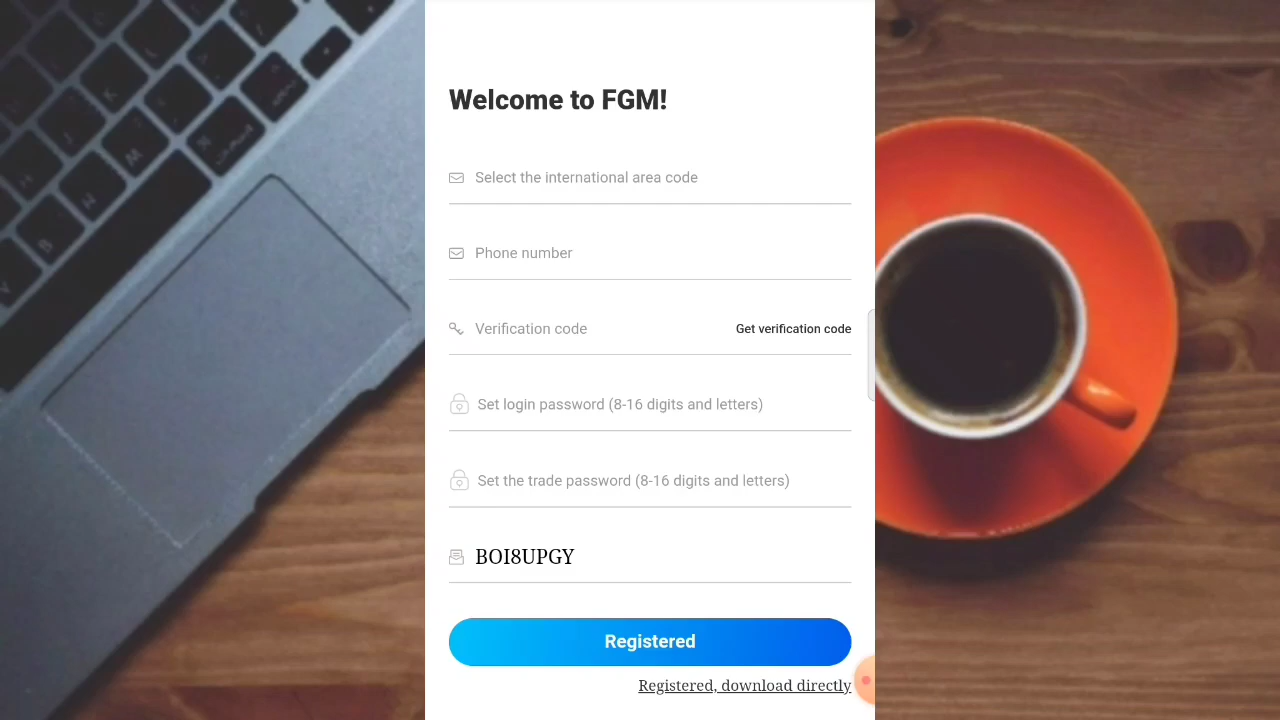 Welcome to FGM!
Select the international area code
Phone number
Verification code Get verification code
Set login password (8-16 digits and letters)
Set the trade password (8-16 digits and letters)
BOI8UPGY
Registered
Registered, download directly